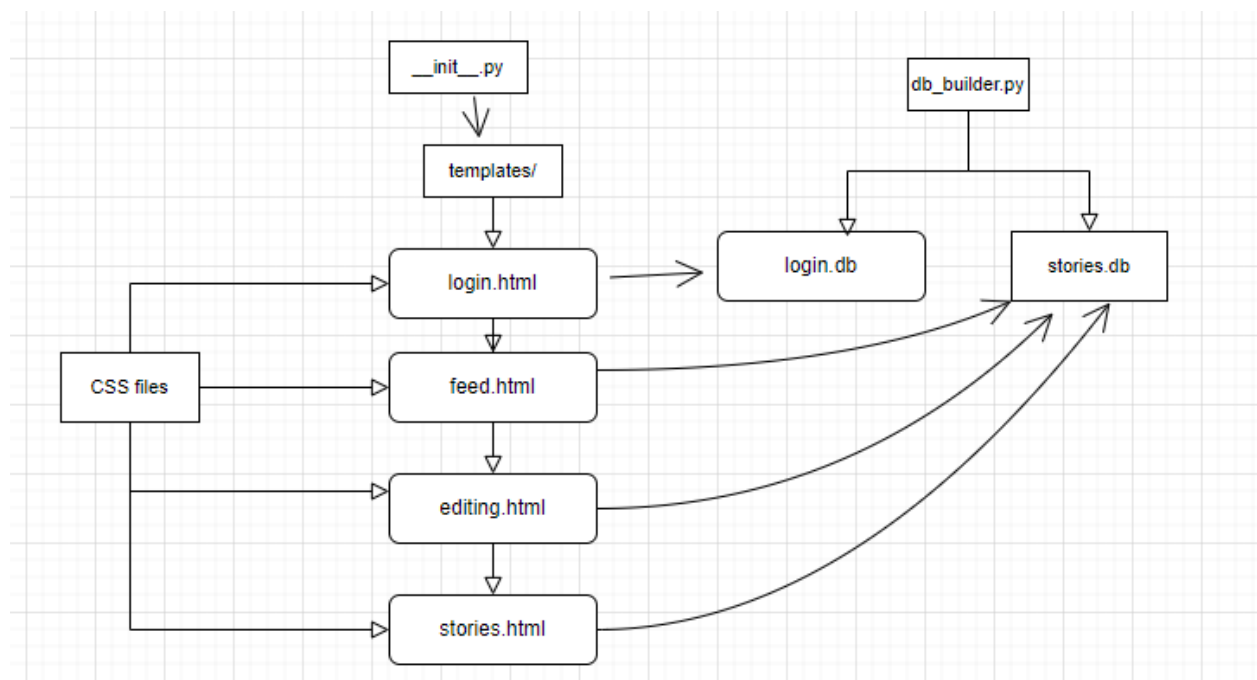 __init__.py
db_builder.py
templates/
login.html
login.db
stories.db
CSS files
feed.html
editing.html
stories.html